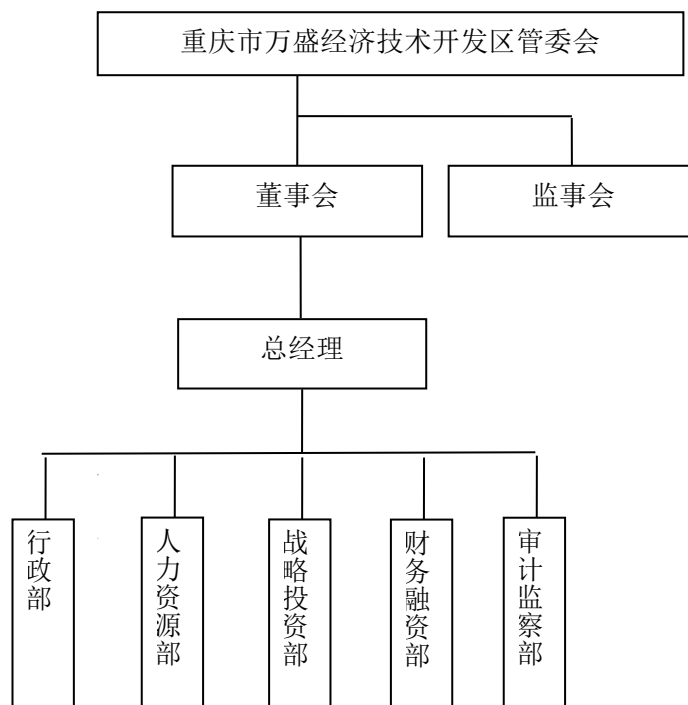 重庆市万盛经济技术开发区管委会
董事会
监事会
总经理
行政部
人力资源部
战略投资部
财务融资部
审计监察部